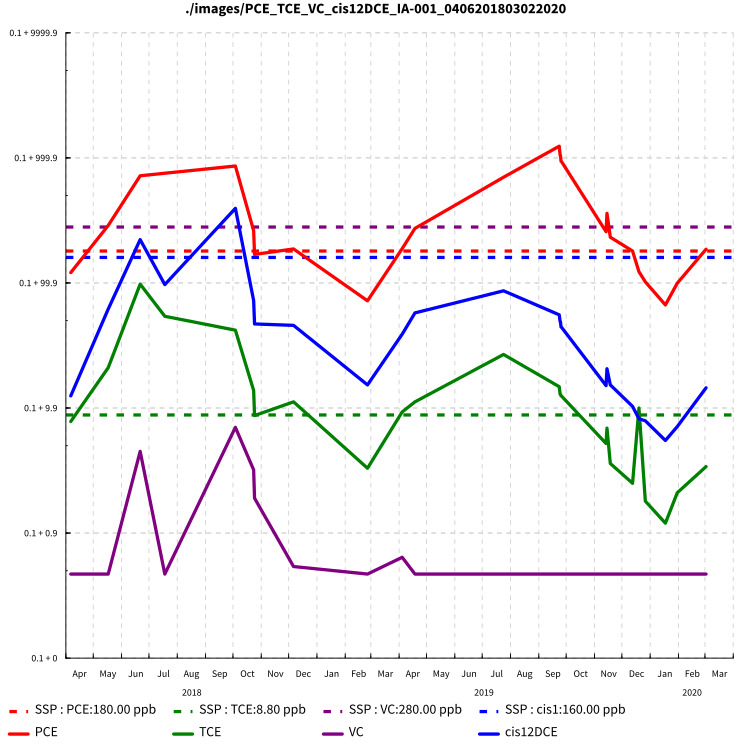 ./images/PCE_TCE_VC_cis12DCE_IA-001_0406201803022020
0.1 + 9999.9
0.1 + 999.9
0.1 + 99.9
0.1 + 9.9
0.1 + 0.9
0.1 + 0
Apr May Jun Jul Aug Sep Oct Nov Dec Jan Feb Mar Apr May Jun Jul Aug Sep Oct Nov Dec Jan Feb Mar
2018 2019 2020
SSP : PCE:180.00 ppb SSP : TCE:8.80 ppb SSP : VC:280.00 ppb SSP : cis1:160.00 ppb
PCE TCE VC cis12DCE